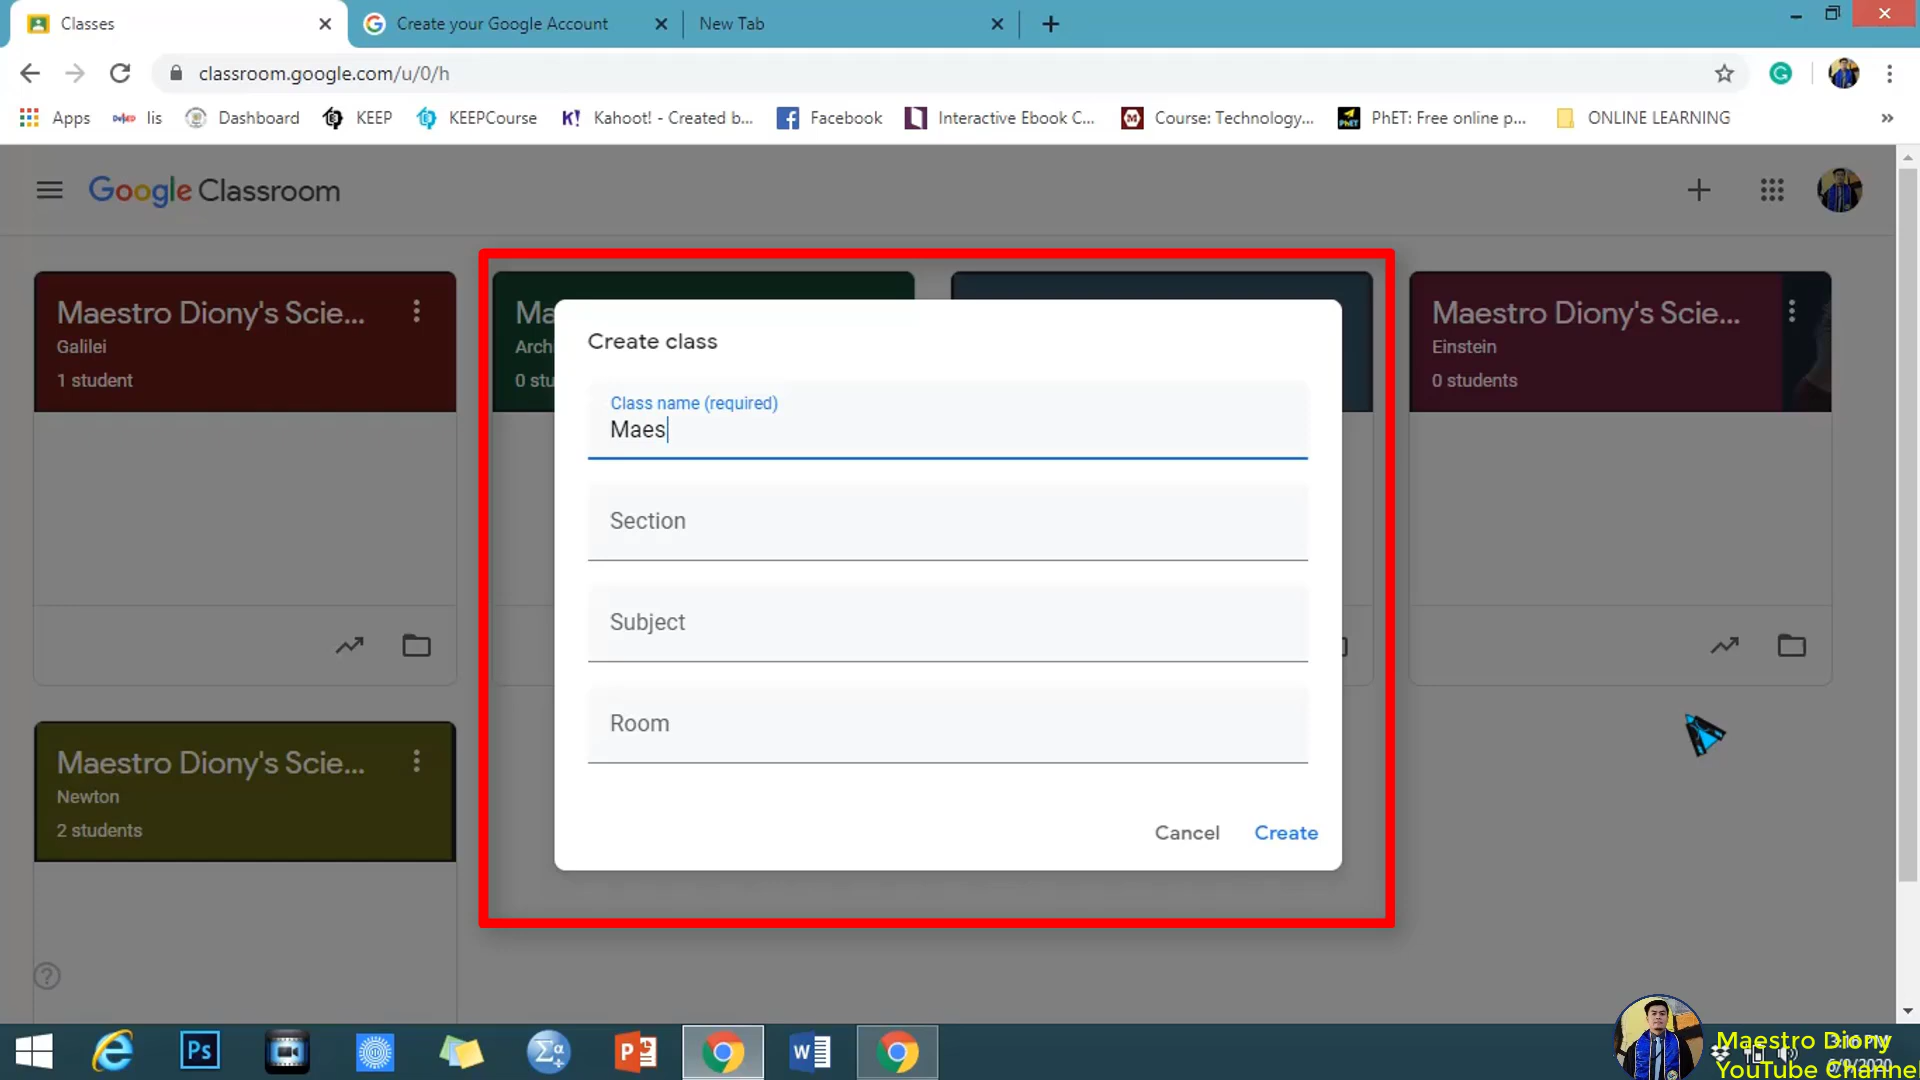 Classes
Create your Google Account
New Tab
classroom.google.com/u/0/h
Apps
lis
Dashboard
KEEP
KEEPCourse
Kahoot! - Created b...
Facebook
Interactive Ebook C...
Course: Technology...
PhET: Free online p...
ONLINE LEARNING
Google Classroom
Maestro Diony's Scie...
Galilei
1 student
Ma
Archi
0 stu
Maestro Diony's Scie...
Einstein
0 students
Create class
Class name (required)
Maes
Section
Subject
Room
Cancel
Create
Maestro Diony's Scie...
Newton
2 students
Maestro Diony
YouTube Channe